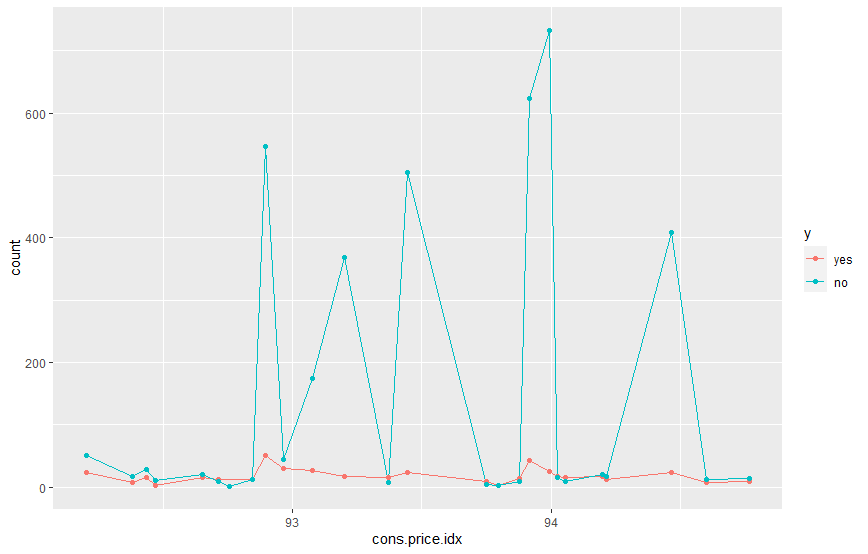 600
400
200
0
count
93
94
cons.price.idx
y
yes
no